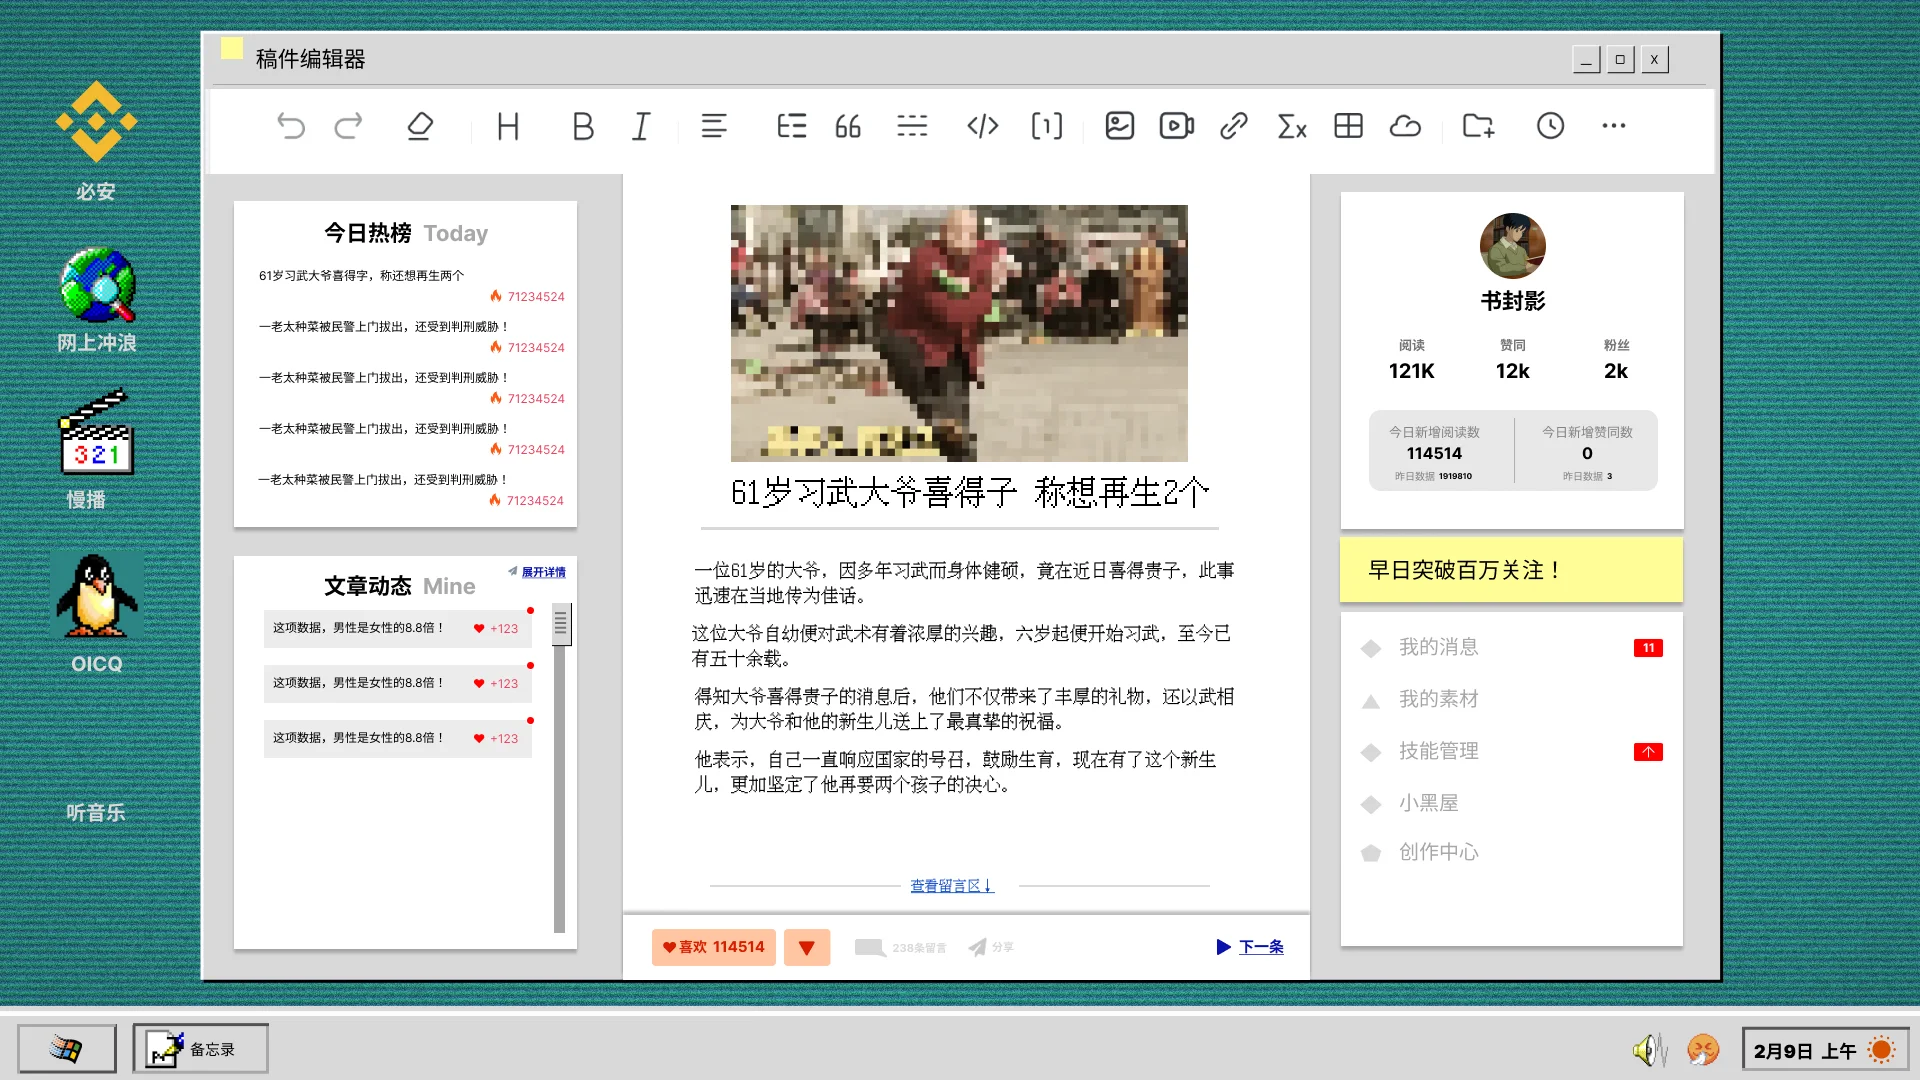 稿件编辑器
必安
网上冲浪
321
慢播
OICQ
听音乐
今日热榜 Today
61岁习武大爷喜得字，称还想再生两个
71234524
一老太种菜被民警上门拔出，还受到判刑威胁！
71234524
一老太种菜被民警上门拔出，还受到判刑威胁！
71234524
一老太种菜被民警上门拔出，还受到判刑威胁！
71234524
一老太种菜被民警上门拔出，还受到判刑威胁！
71234524
展开详情
文章动态 Mine
这项数据，男性是女性的8.8倍！ +123
这项数据，男性是女性的8.8倍！ +123
这项数据，男性是女性的8.8倍！ +123
61岁习武大爷喜得子 称想再生2个
一位61岁的大爷，因多年习武而身体健硕，竟在近日喜得贵子，此事
迅速在当地传为佳话。
这位大爷自幼便对武术有着浓厚的兴趣，六岁起便开始习武，至今已
有五十余载。
得知大爷喜得贵子的消息后，他们不仅带来了丰厚的礼物，还以武相
庆，为大爷和他的新生儿送上了最真挚的祝福。
他表示，自己一直响应国家的号召，鼓励生育，现在有了这个新生
儿，更加坚定了他再要两个孩子的决心。
查看留言区↓
喜欢 114514
238条留言
分享
下一条
书封影
阅读 赞同 粉丝
121K 12k 2k
今日新增阅读数 今日新增赞同数
114514 0
昨日数据 1919810 昨日数据 3
早日突破百万关注！
我的消息 11
我的素材
技能管理
小黑屋
创作中心
备忘录
2月9日 上午